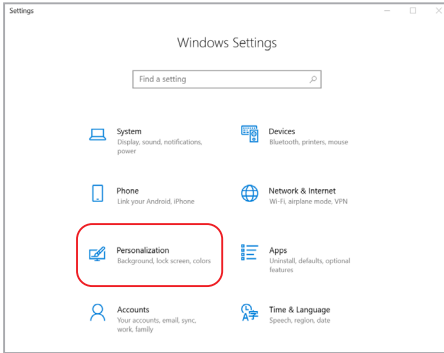 Settings
Windows Settings
Find a setting
System
Display, sound, notifications,
power
Devices
Bluetooth, printers, mouse
Phone
Link your Android, iPhone
Network & Internet
Wi-Fi, airplane mode, VPN
Personalization
Background, lock screen, colors
Apps
Uninstall, defaults, optional
features
Accounts
Your accounts, email, sync,
work, family
Time & Language
Speech, region, date